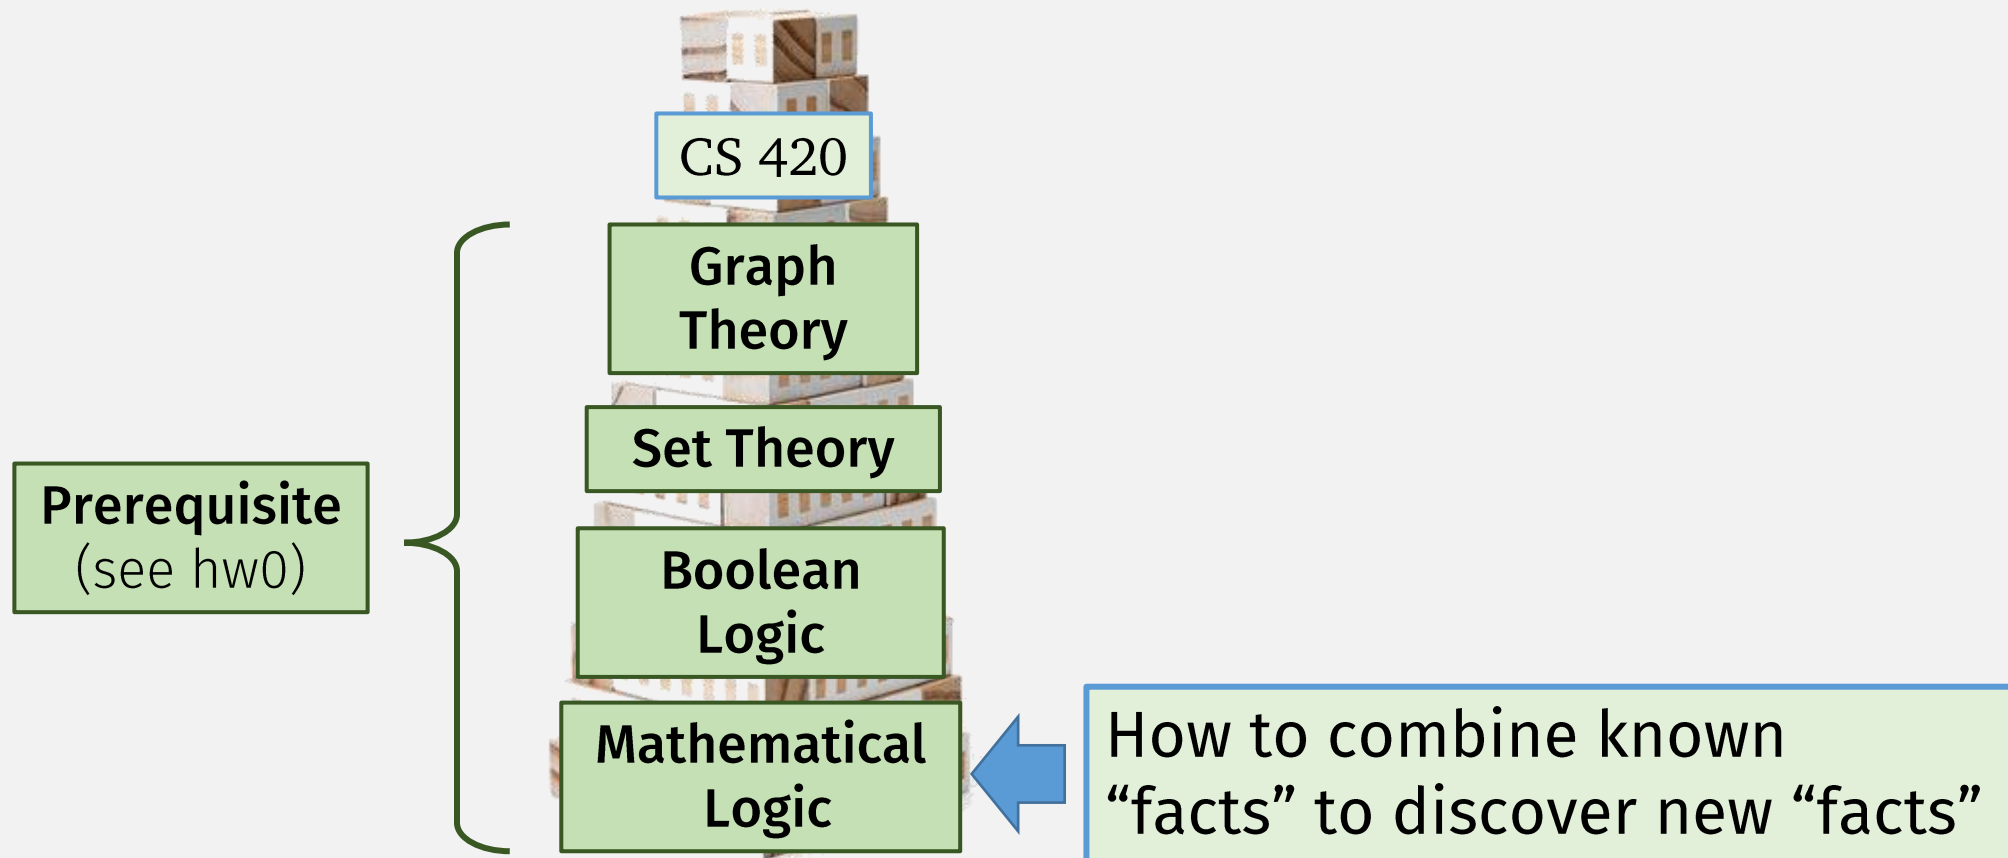 CS 420
Graph
Theory
Set Theory
Prerequisite
(see hw0)
Boolean
Logic
Mathematical
Logic
How to combine known
“facts” to discover new “facts”